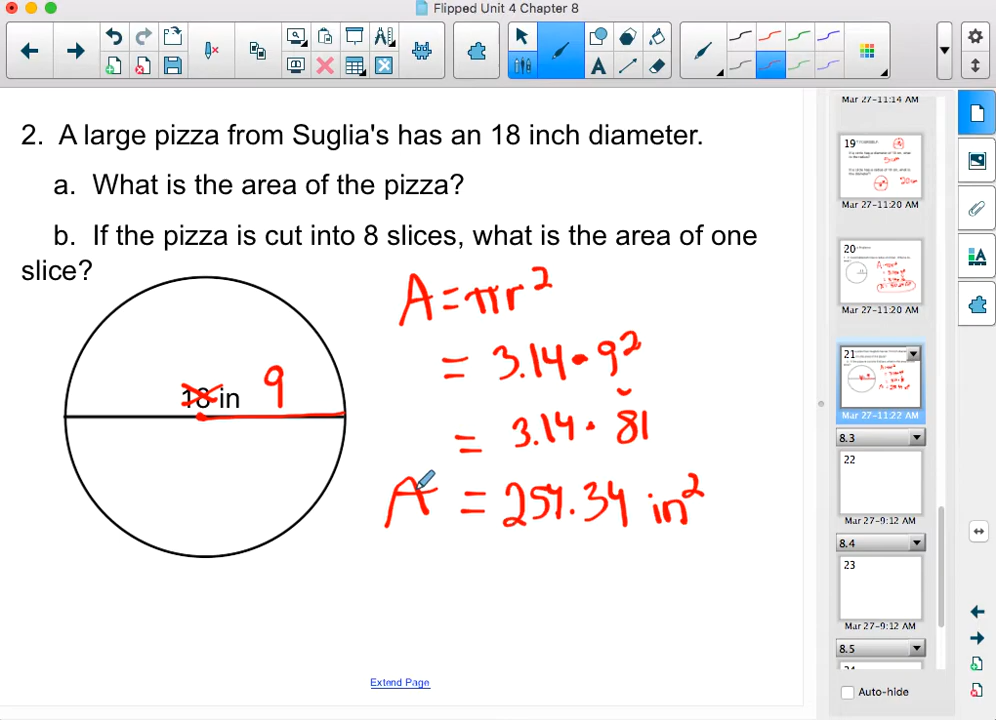 Flipped Unit 4 Chapter 8
2. A large pizza from Suglia's has an 18 inch diameter.
a. What is the area of the pizza?
b. If the pizza is cut into 8 slices, what is the area of one
slice?
18 in 9
A = πr²
= 3.14 • 9²
= 3.14 • 81
A = 254.34 in²
Extend Page
Mar 27-11:14 AM
19
Mar 27-11:20 AM
20
Mar 27-11:20 AM
21
Mar 27-11:22 AM
8.3
22
Mar 27-9:12 AM
8.4
23
Mar 27-9:12 AM
8.5
Auto-hide